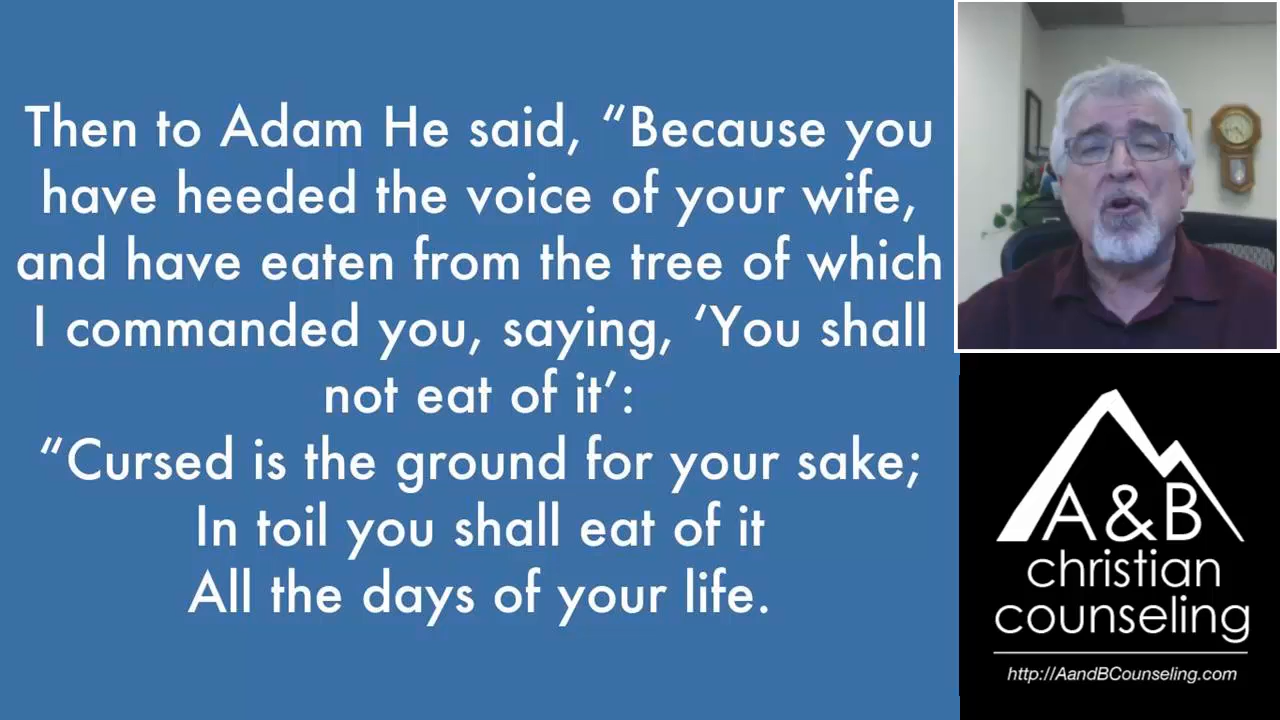 Then to Adam He said, “Because you
have heeded the voice of your wife,
and have eaten from the tree of which
I commanded you, saying, ‘You shall
not eat of it’:
“Cursed is the ground for your sake;
In toil you shall eat of it
All the days of your life.
A&B
christian
counseling
http://AandBCounseling.com